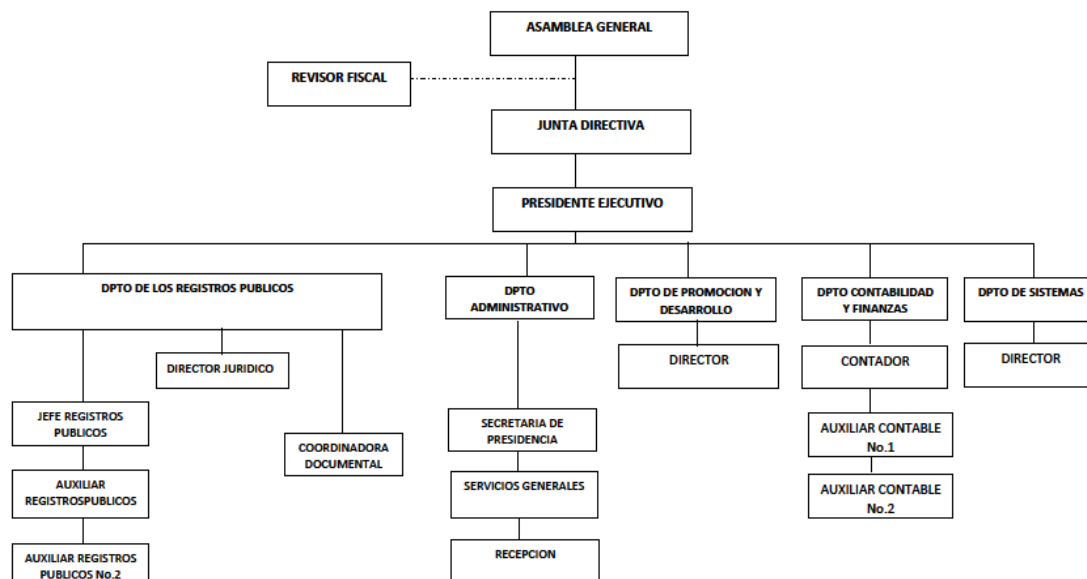 ASAMBLEA GENERAL
REVISOR FISCAL
JUNTA DIRECTIVA
PRESIDENTE EJECUTIVO
DPTO DE LOS REGISTROS PUBLICOS
DPTO
ADMINISTRATIVO
DPTO DE PROMOCION Y
DESARROLLO
DPTO CONTABILIDAD
Y FINANZAS
DPTO DE SISTEMAS
DIRECTOR JURIDICO
DIRECTOR
CONTADOR
DIRECTOR
JEFE REGISTROS
PUBLICOS
COORDINADORA
DOCUMENTAL
SECRETARIA DE
PRESIDENCIA
AUXILIAR CONTABLE
No.1
AUXILIAR
REGISTROSPUBLICOS
SERVICIOS GENERALES
AUXILIAR CONTABLE
No.2
AUXILIAR REGISTROS
PUBLICOS No.2
RECEPCION